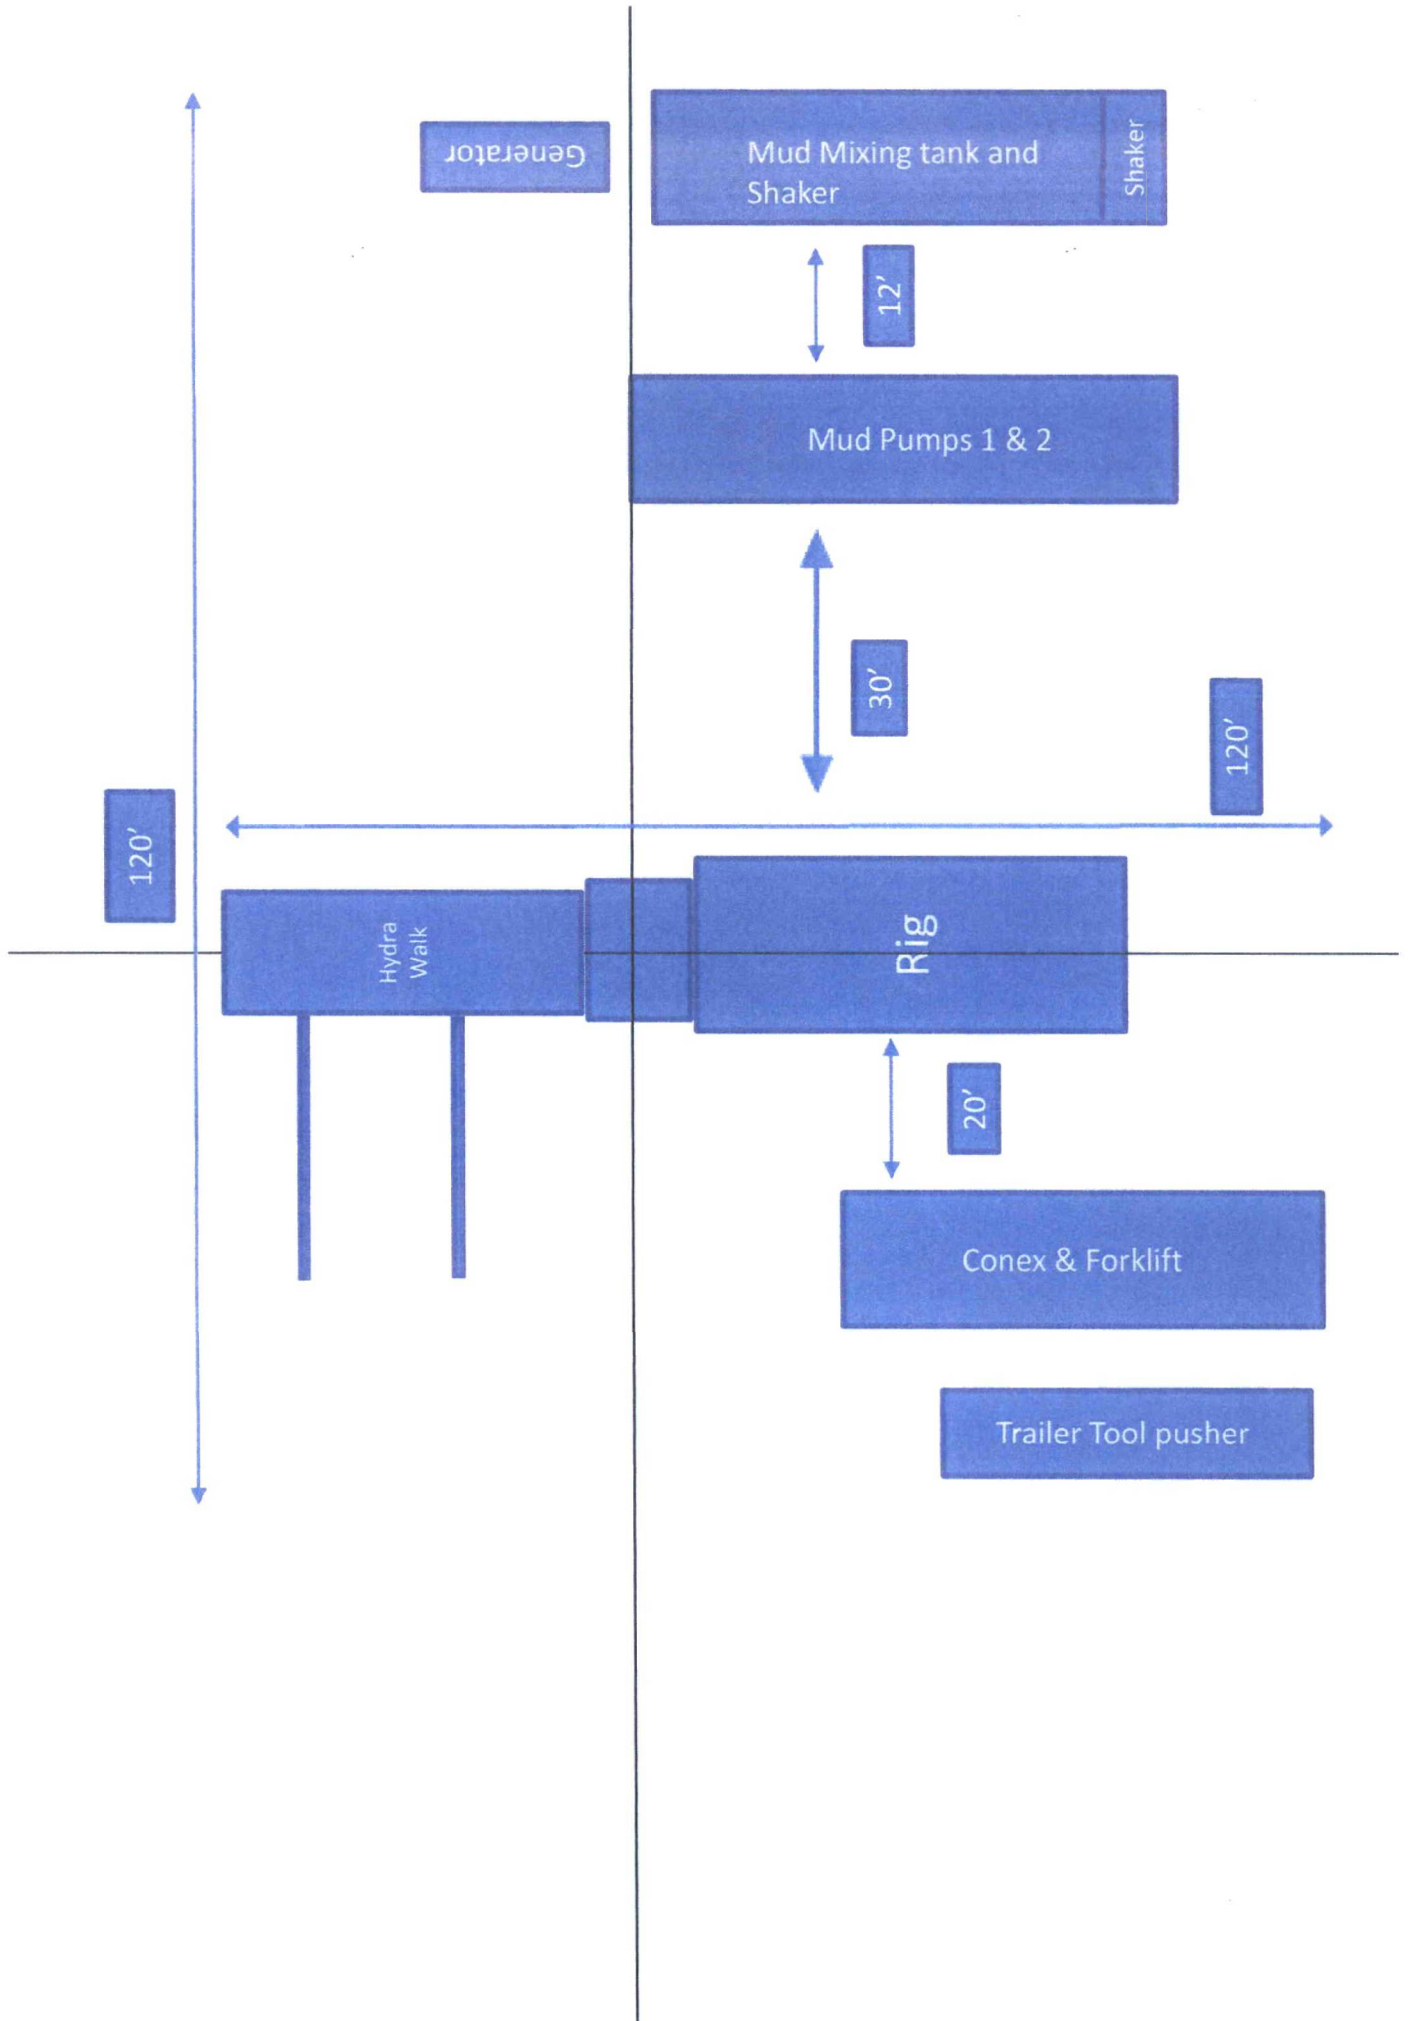 Generator
Mud Mixing tank and
Shaker
Shaker
12’
Mud Pumps 1 & 2
30’
120’
120’
Hydra
Walk
Rig
20’
Conex & Forklift
Trailer Tool pusher